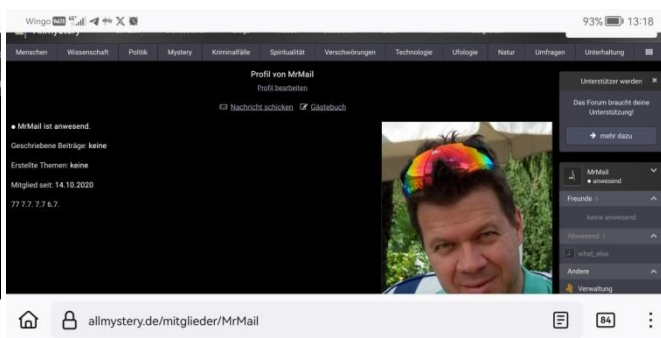 Wingo
93% 13:18
Allmystery
Menschen Wissenschaft Politik Mystery Kriminalfälle Spiritualität Verschwörungen Technologie Ufologie Natur Umfragen Unterhaltung
Profil von MrMail
Profil bearbeiten
Nachricht schicken Gästebuch
• MrMail ist anwesend.
Geschriebene Beiträge: keine
Erstellte Themen: keine
Mitglied seit: 14.10.2020
77 7.7. 7.7 6.7.
Unterstützer werden ×
Das Forum braucht deine
Unterstützung!
→ mehr dazu
MrMail
• anwesend
Freunde
keine anwesend
Abwesend
what_else
Andere
Verwaltung
allmystery.de/mitglieder/MrMail
84